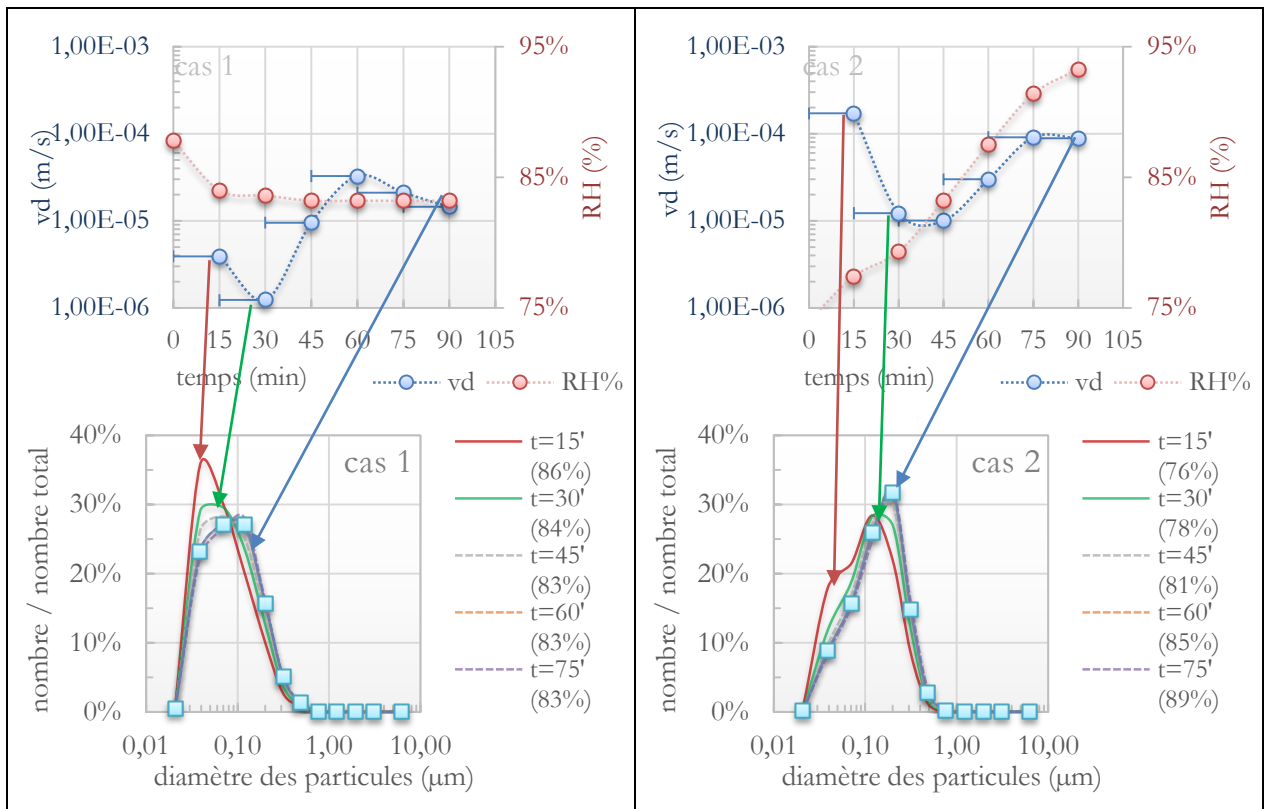 1,00E-03
1,00E-04
1,00E-05
1,00E-06
vd (m/s)
cas 1
95%
85%
75%
RH (%)
0 15 30 45 60 75 90 105
temps (min)
vd RH%
40%
30%
20%
10%
0%
nombre / nombre total
cas 1
t=15'
(86%)
t=30'
(84%)
t=45'
(83%)
t=60'
(83%)
t=75'
(83%)
0,01 0,10 1,00 10,00
diamètre des particules (µm)
1,00E-03
1,00E-04
1,00E-05
1,00E-06
vd (m/s)
cas 2
95%
85%
75%
RH (%)
0 15 30 45 60 75 90 105
temps (min)
vd RH%
40%
30%
20%
10%
0%
nombre / nombre total
cas 2
t=15'
(76%)
t=30'
(78%)
t=45'
(81%)
t=60'
(85%)
t=75'
(89%)
0,01 0,10 1,00 10,00
diamètre des particules (µm)